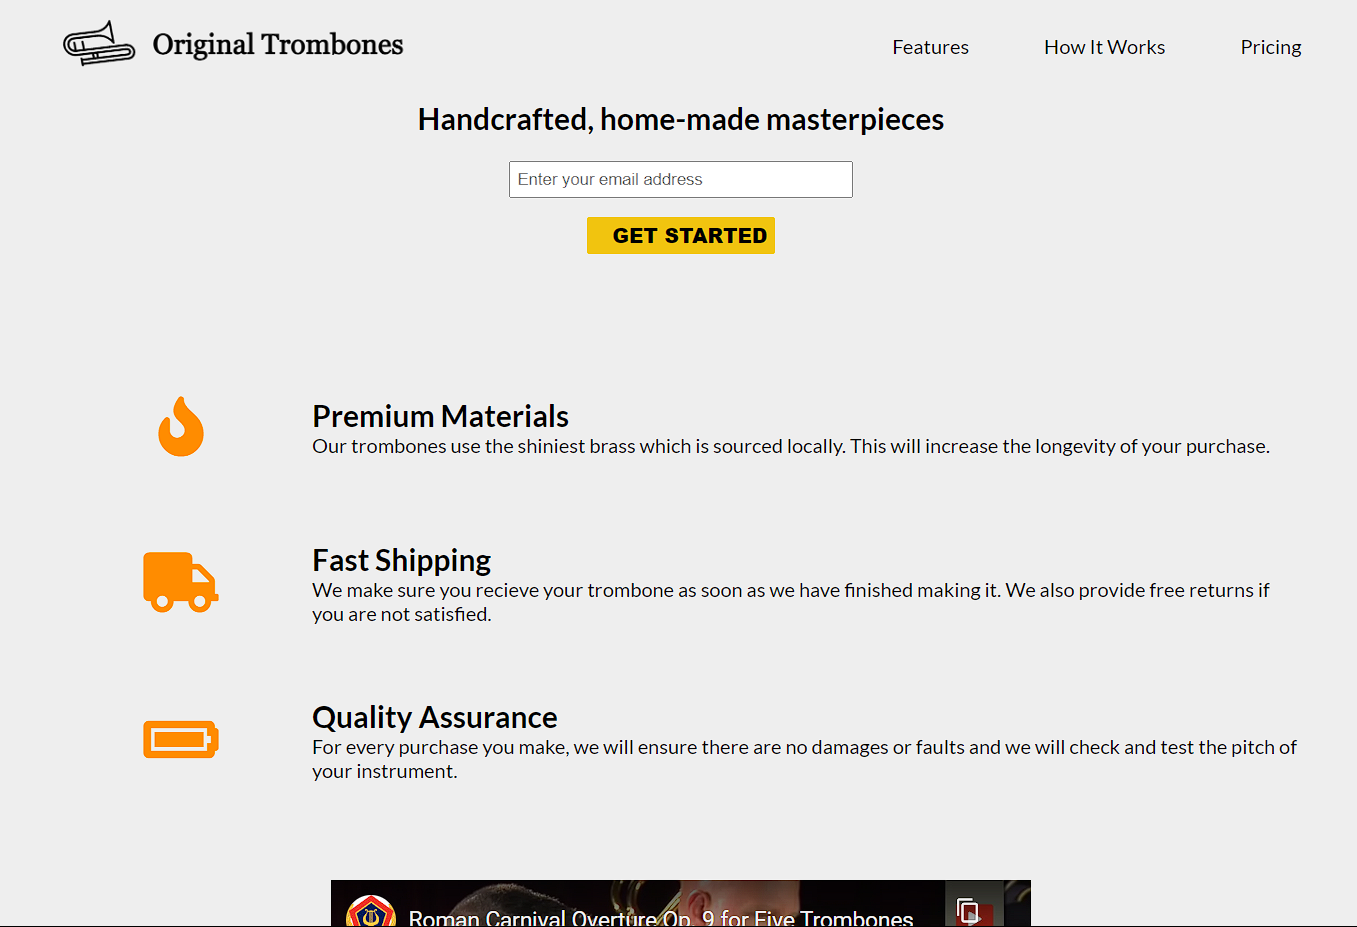 Original Trombones
Features
How It Works
Pricing
Handcrafted, home-made masterpieces
Enter your email address
GET STARTED
Premium Materials
Our trombones use the shiniest brass which is sourced locally. This will increase the longevity of your purchase.
Fast Shipping
We make sure you recieve your trombone as soon as we have finished making it. We also provide free returns if
you are not satisfied.
Quality Assurance
For every purchase you make, we will ensure there are no damages or faults and we will check and test the pitch of
your instrument.
Roman Carnival Overture Op. 9 for Five Trombones